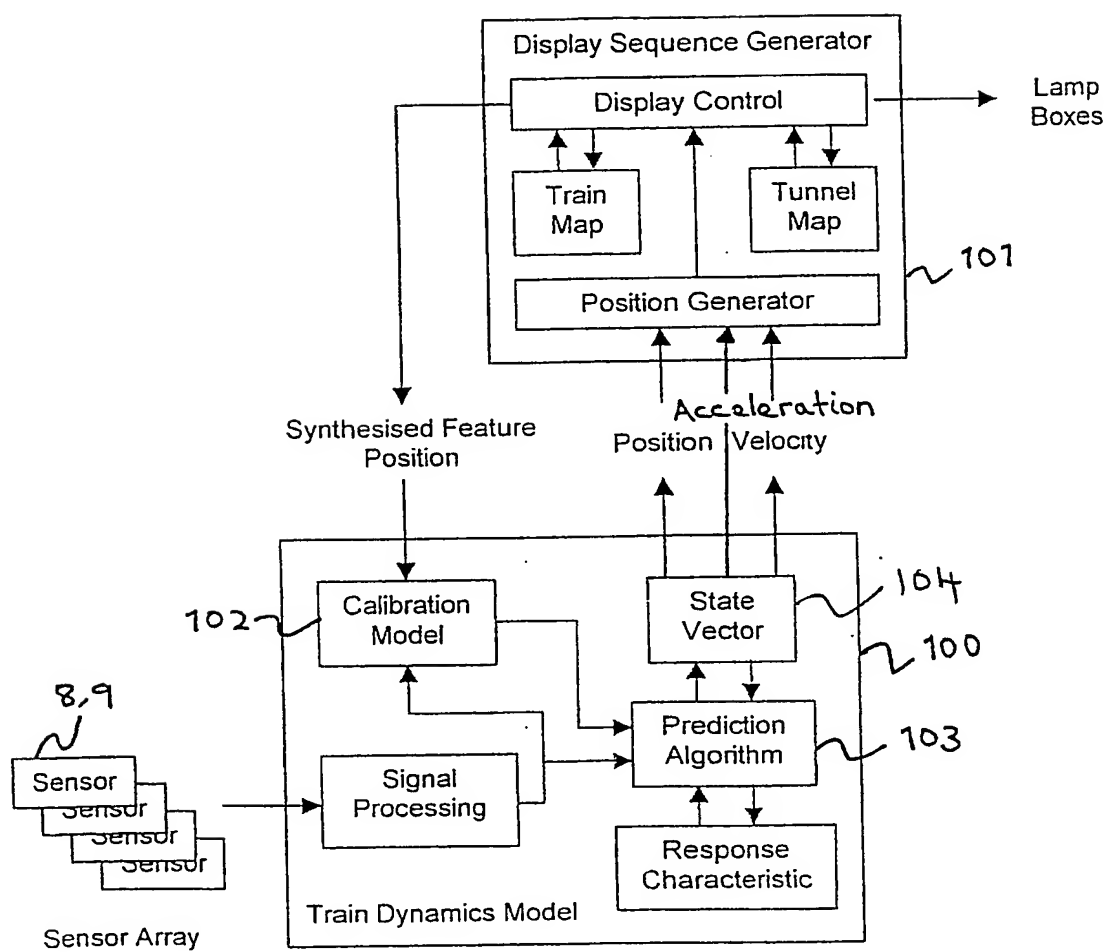 Display Sequence Generator
Display Control
Lamp
Boxes
Train
Map
Tunnel
Map
101
Position Generator
Acceleration
Synthesised Feature
Position
Position Velocity
102
Calibration
Model
State
Vector
104
100
8,9
Prediction
Algorithm
103
Sensor
Sensor
Sensor
Sensor
Signal
Processing
Response
Characteristic
Train Dynamics Model
Sensor Array